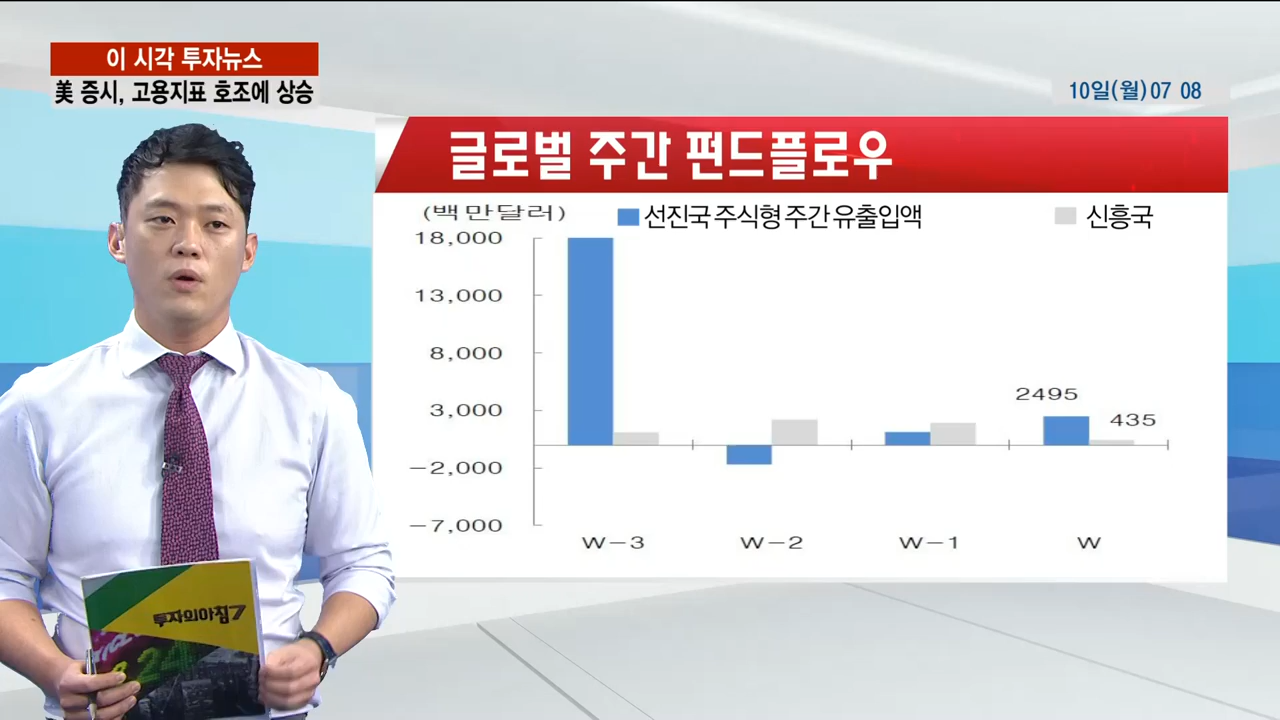 이 시각 투자뉴스
美 증시, 고용지표 호조에 상승
10일(월) 07 08
글로벌 주간 펀드플로우
(백만달러)
선진국 주식형 주간 유출입액
신흥국
18,000
13,000
8,000
3,000
-2,000
-7,000
2495
435
W-3
W-2
W-1
W
투자의아침7
824